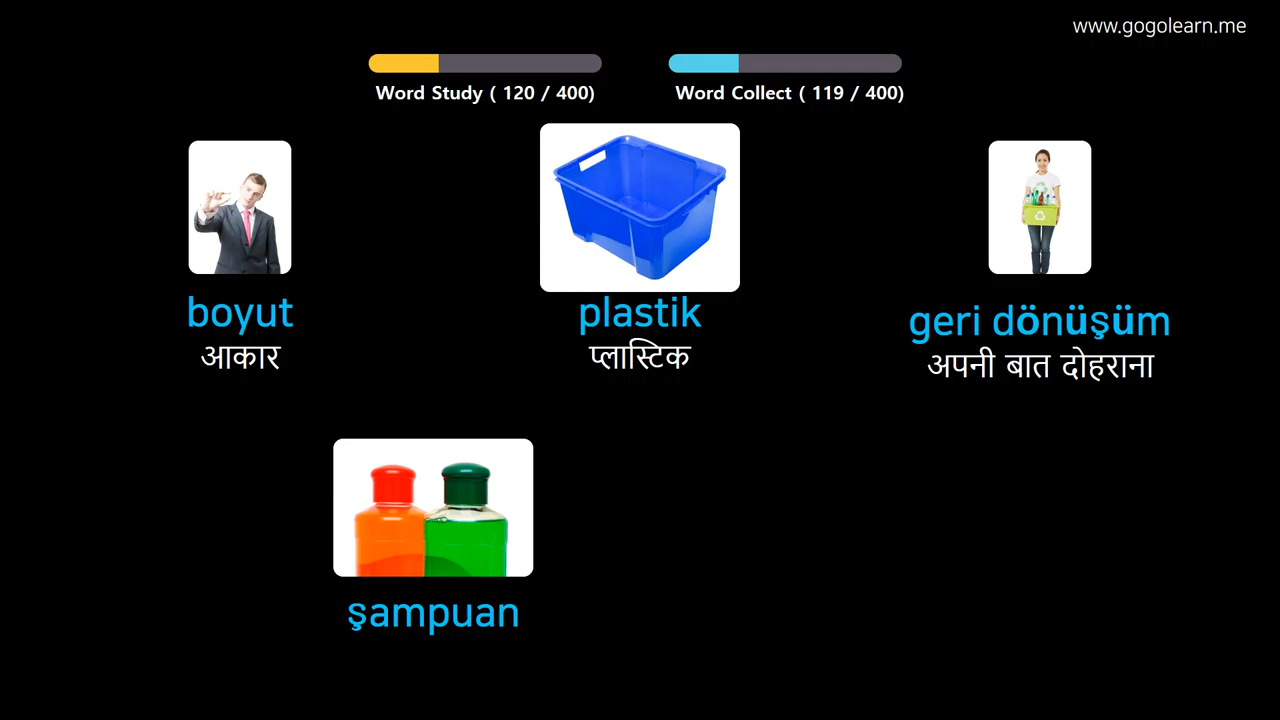 www.gogolearn.me
Word Study ( 120 / 400)
Word Collect ( 119 / 400)
boyut
आकार
plastik
प्लास्टिक
geri dönüşüm
अपनी बात दोहराना
şampuan